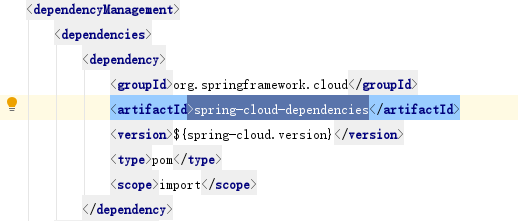 <dependencyManagement>
<dependencies>
<dependency>
<groupId>org.springframework.cloud</groupId>
<artifactId>spring-cloud-dependencies</artifactId>
<version>${spring-cloud.version}</version>
<type>pom</type>
<scope>import</scope>
</dependency>